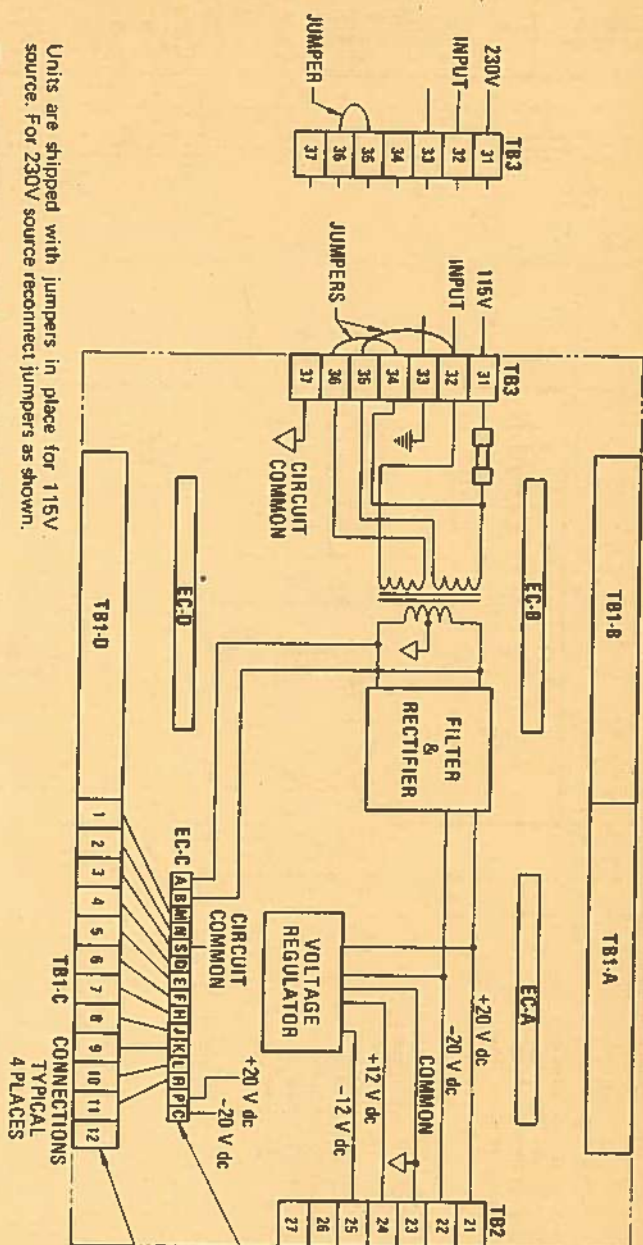 TB1-B
TB1-A
EC-B
EC-A
TB3
230V
INPUT
JUMPER
31
32
33
34
35
36
37
TB3
115V
INPUT
JUMPERS
31
32
33
34
35
36
37
CIRCUIT
COMMON
FILTER
&
RECTIFIER
VOLTAGE
REGULATOR
+20 V dc
-20 V dc
COMMON
+12 V dc
-12 V dc
TB2
21
22
23
24
25
26
27
EC-D
CIRCUIT
COMMON
+20 V dc
-20 V dc
EC-C
A B M N S D E F H J K L R P C
TB1-D
1 2 3 4 5 6 7 8 9 10 11 12
TB1-C
CONNECTIONS
TYPICAL
4 PLACES
Units are shipped with jumpers in place for 115V
source. For 230V source reconnect jumpers as shown.